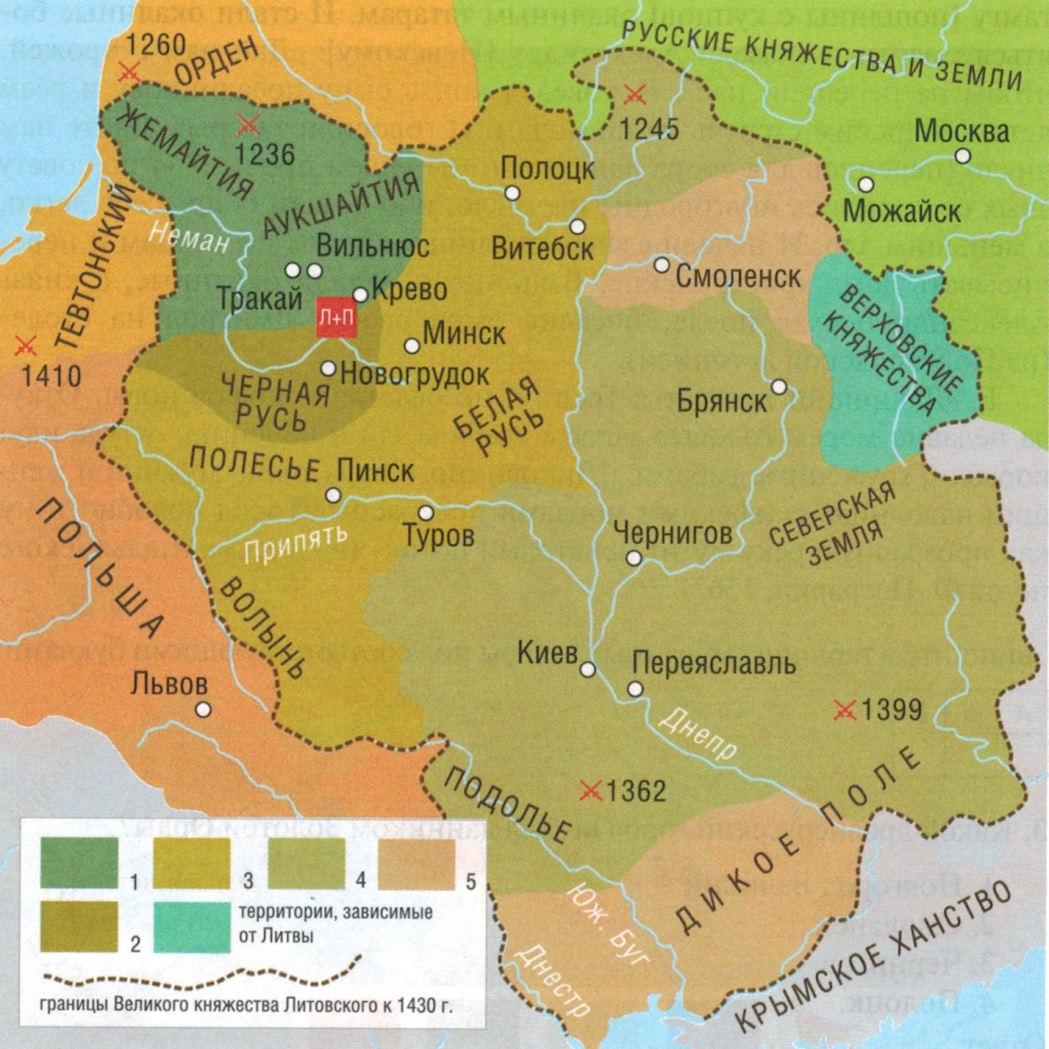 1260
ОРДЕН
РУССКИЕ КНЯЖЕСТВА И ЗЕМЛИ
ЖЕМАЙТИЯ
1236
1245
Москва
Полоцк
АУКШАЙТИЯ
Можайск
Неман
Вильнюс
Витебск
Смоленск
ТЕВТОНСКИЙ
Тракай
Крево
Л+П
ВЕРХОВСКИЕ
КНЯЖЕСТВА
Минск
1410
Новогрудок
ЧЕРНАЯ
РУСЬ
БЕЛАЯ
РУСЬ
Брянск
ПОЛЕСЬЕ
Пинск
Туров
Припять
СЕВЕРСКАЯ
ЗЕМЛЯ
Чернигов
ПОЛЬША
ВОЛЫНЬ
Киев
Переяславль
Львов
Днепр
1399
ПОДОЛЬЕ
1362
ДИКОЕ ПОЛЕ
Юж. Буг
Днестр
КРЫМСКОЕ ХАНСТВО
1
3
4
5
2
территории, зависимые
от Литвы
границы Великого княжества Литовского к 1430 г.